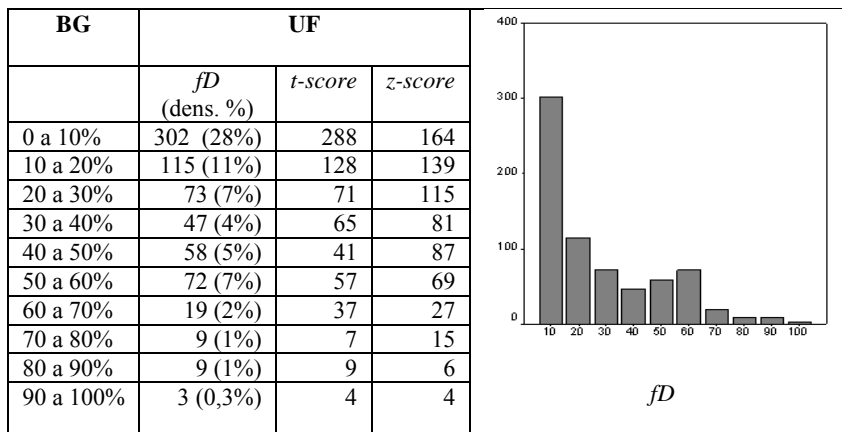 BG UF
fD t-score z-score
(dens. %)
0 a 10% 302 (28%) 288 164
10 a 20% 115 (11%) 128 139
20 a 30% 73 (7%) 71 115
30 a 40% 47 (4%) 65 81
40 a 50% 58 (5%) 41 87
50 a 60% 72 (7%) 57 69
60 a 70% 19 (2%) 37 27
70 a 80% 9 (1%) 7 15
80 a 90% 9 (1%) 9 6
90 a 100% 3 (0,3%) 4 4
400
300
200
100
0
10 20 30 40 50 60 70 80 90 100
fD